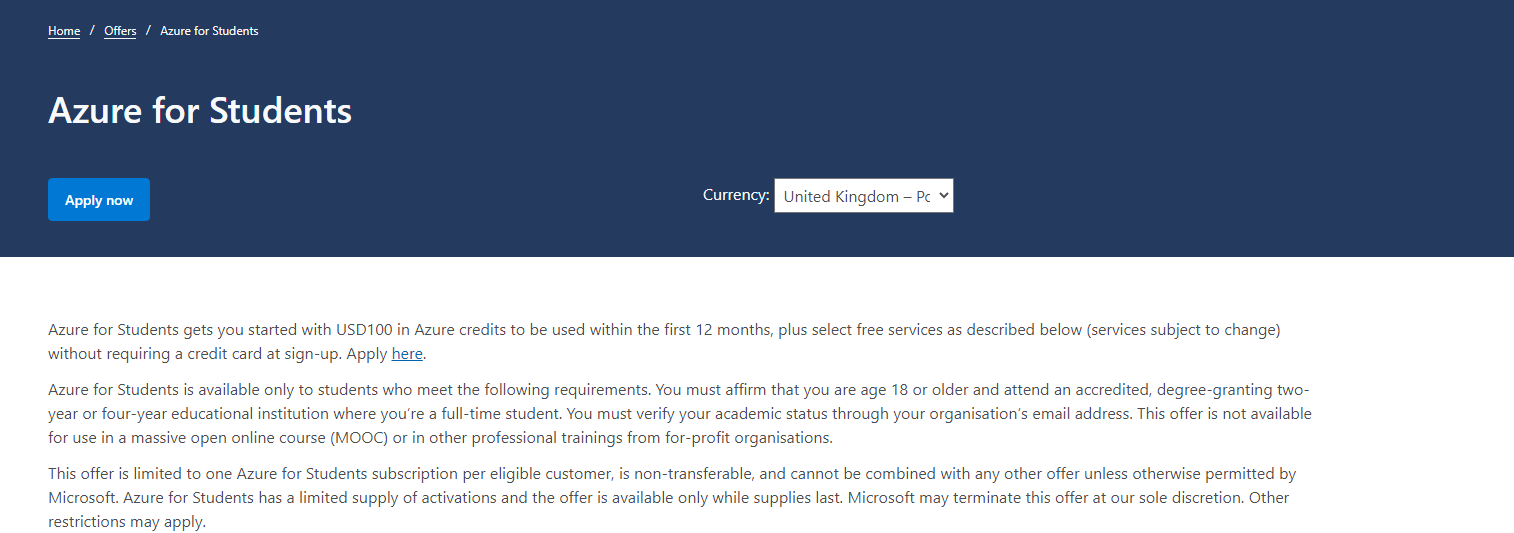 Home / Offers / Azure for Students
Azure for Students
Apply now
Currency: United Kingdom – Po
Azure for Students gets you started with USD100 in Azure credits to be used within the first 12 months, plus select free services as described below (services subject to change)
without requiring a credit card at sign-up. Apply here.
Azure for Students is available only to students who meet the following requirements. You must affirm that you are age 18 or older and attend an accredited, degree-granting two-
year or four-year educational institution where you’re a full-time student. You must verify your academic status through your organisation’s email address. This offer is not available
for use in a massive open online course (MOOC) or in other professional trainings from for-profit organisations.
This offer is limited to one Azure for Students subscription per eligible customer, is non-transferable, and cannot be combined with any other offer unless otherwise permitted by
Microsoft. Azure for Students has a limited supply of activations and the offer is available only while supplies last. Microsoft may terminate this offer at our sole discretion. Other
restrictions may apply.